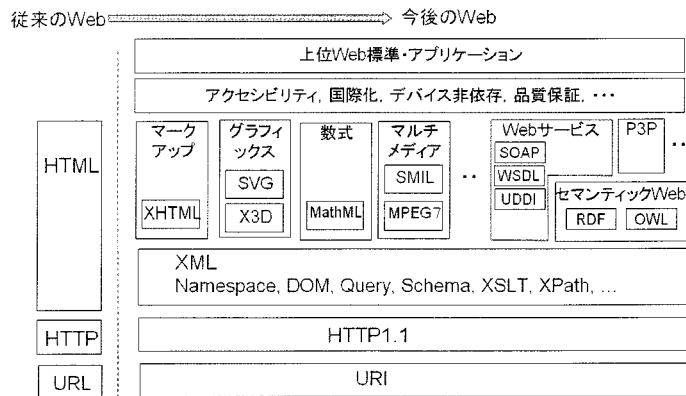 従来のWeb
今後のWeb
上位Web標準・アプリケーション
アクセシビリティ, 国際化, デバイス非依存, 品質保証, ･･･
HTML
マーク
アップ
XHTML
グラフィ
ックス
SVG
X3D
数式
MathML
マルチ
メディア
SMIL
MPEG7
･･
Webサービス
SOAP
WSDL
UDDI
P3P
･･
セマンティックWeb
RDF
OWL
XML
Namespace, DOM, Query, Schema, XSLT, XPath, ...
HTTP
HTTP1.1
URL
URI